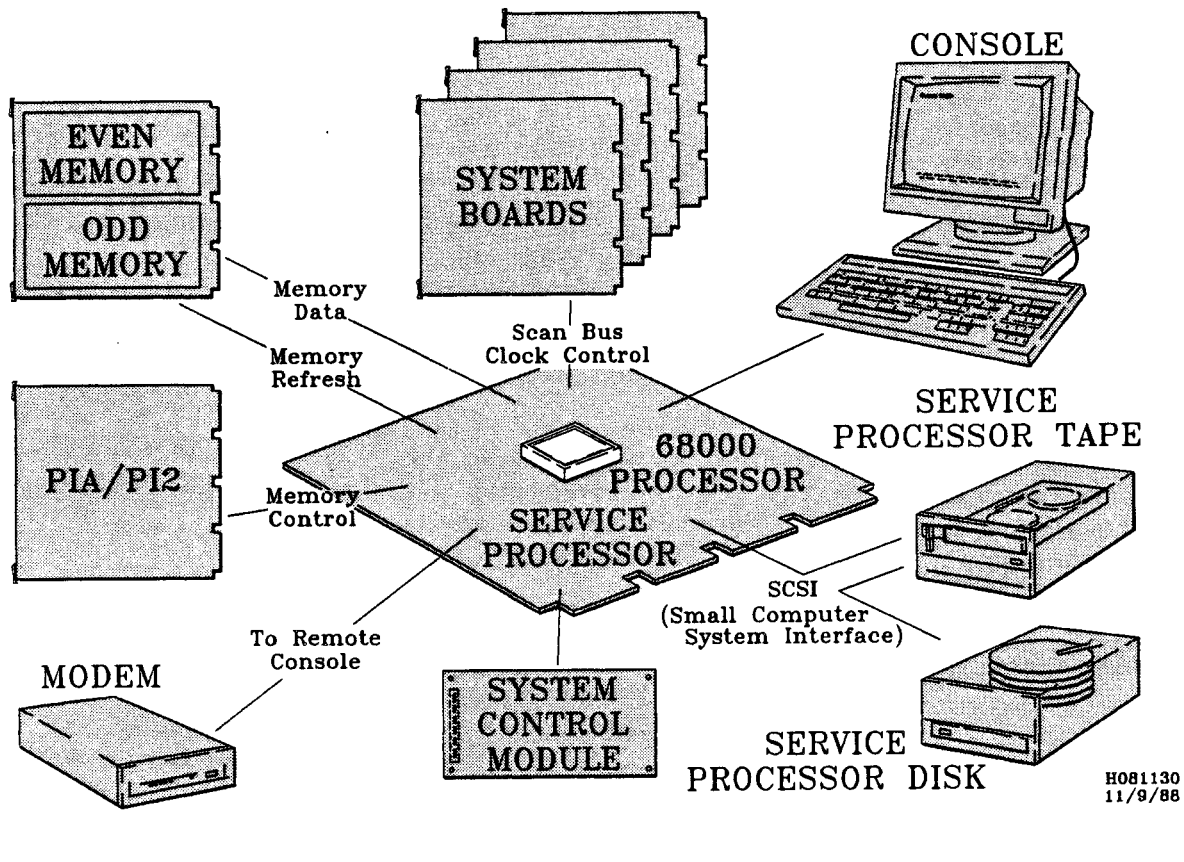 CONSOLE
EVEN
MEMORY
ODD
MEMORY
SYSTEM
BOARDS
Memory
Data
Scan Bus
Clock Control
Memory
Refresh
SERVICE
PROCESSOR TAPE
PIA/PI2
68000
PROCESSOR
Memory
Control
SERVICE
PROCESSOR
SCSI
(Small Computer
System Interface)
To Remote
Console
MODEM
SYSTEM
CONTROL
MODULE
SERVICE
PROCESSOR DISK
H081130
11/9/88